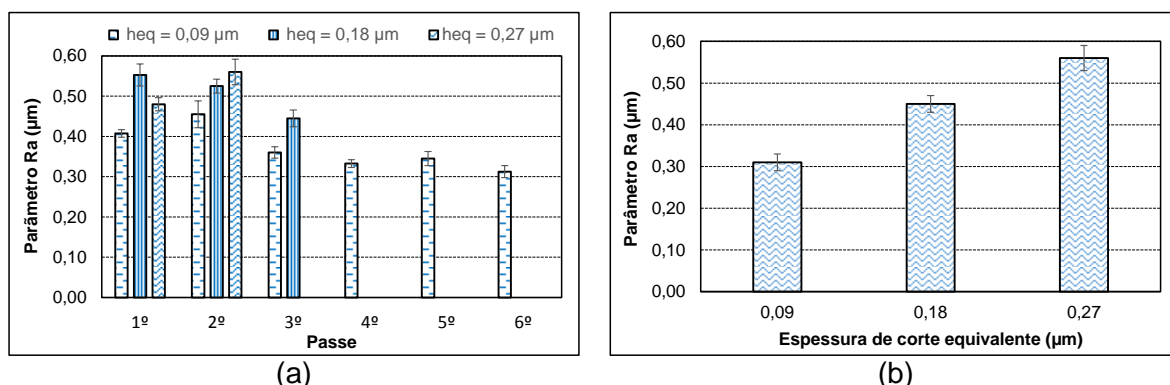 heq = 0,09 µm heq = 0,18 µm heq = 0,27 µm
0,60
0,50
0,40
0,30
0,20
0,10
0,00
Parãmetro Ra (µm)
1º 2º 3º 4º 5º 6º
Passe
(a)
0,60
0,50
0,40
0,30
0,20
0,10
0,00
Parâmetro Ra (µm)
0,09 0,18 0,27
Espessura de corte equivalente (µm)
(b)